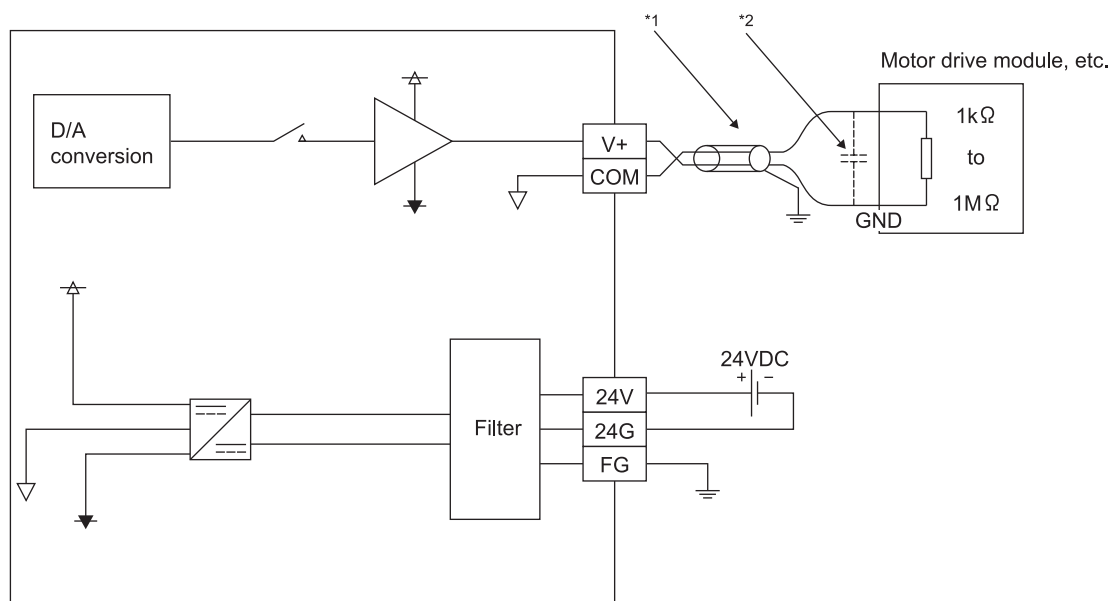 *1
*2
Motor drive module, etc.
D/A
conversion
V+
COM
1kΩ
to
1MΩ
GND
24VDC
+ −
Filter
24V
24G
FG